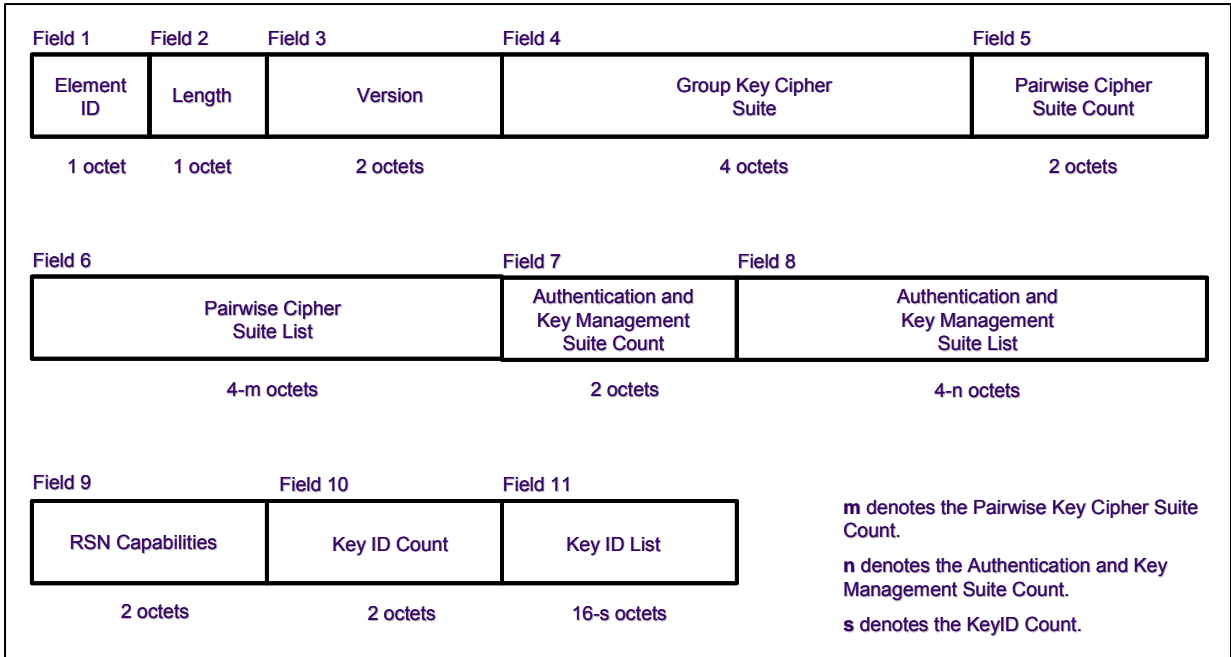 Field 1 Field 2 Field 3 Field 4 Field 5
Element
ID
Length
Version
Group Key Cipher
Suite
Pairwise Cipher
Suite Count
1 octet 1 octet 2 octets 4 octets 2 octets
Field 6 Field 7 Field 8
Pairwise Cipher
Suite List
Authentication and
Key Management
Suite Count
Authentication and
Key Management
Suite List
4-m octets 2 octets 4-n octets
Field 9 Field 10 Field 11
RSN Capabilities
Key ID Count
Key ID List
2 octets 2 octets 16-s octets
m denotes the Pairwise Key Cipher Suite
Count.
n denotes the Authentication and Key
Management Suite Count.
s denotes the KeyID Count.